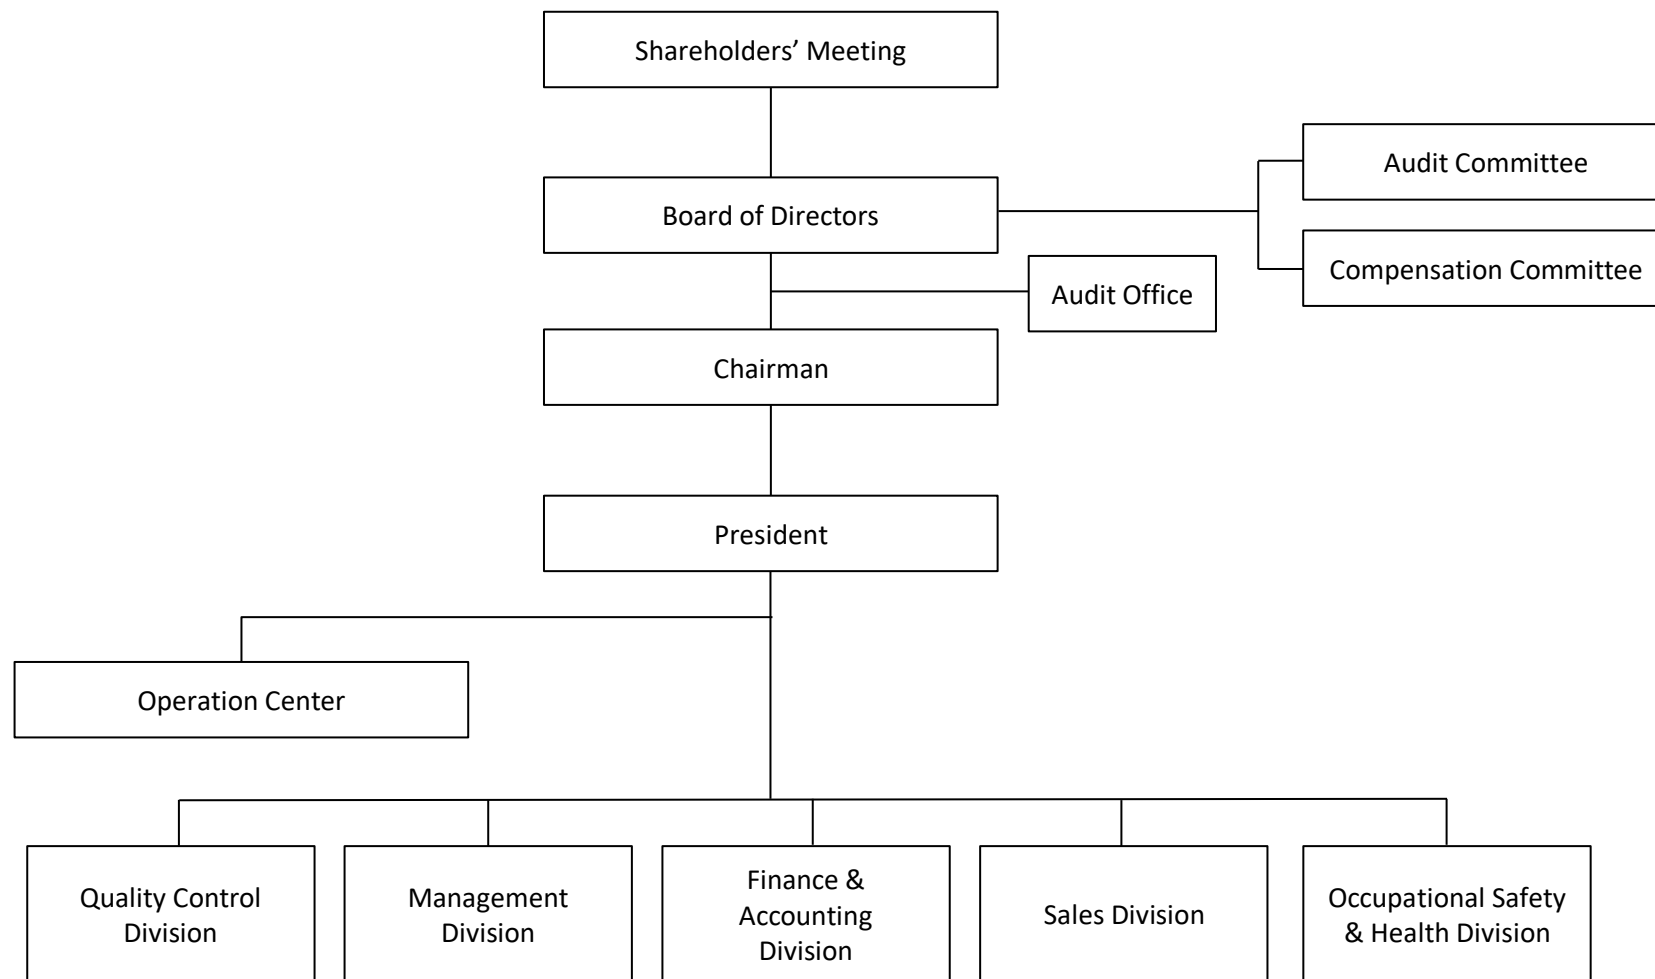 Shareholders’ Meeting
Audit Committee
Board of Directors
Compensation Committee
Audit Office
Chairman
President
Operation Center
Quality Control
Division
Management
Division
Finance &
Accounting
Division
Sales Division
Occupational Safety
& Health Division